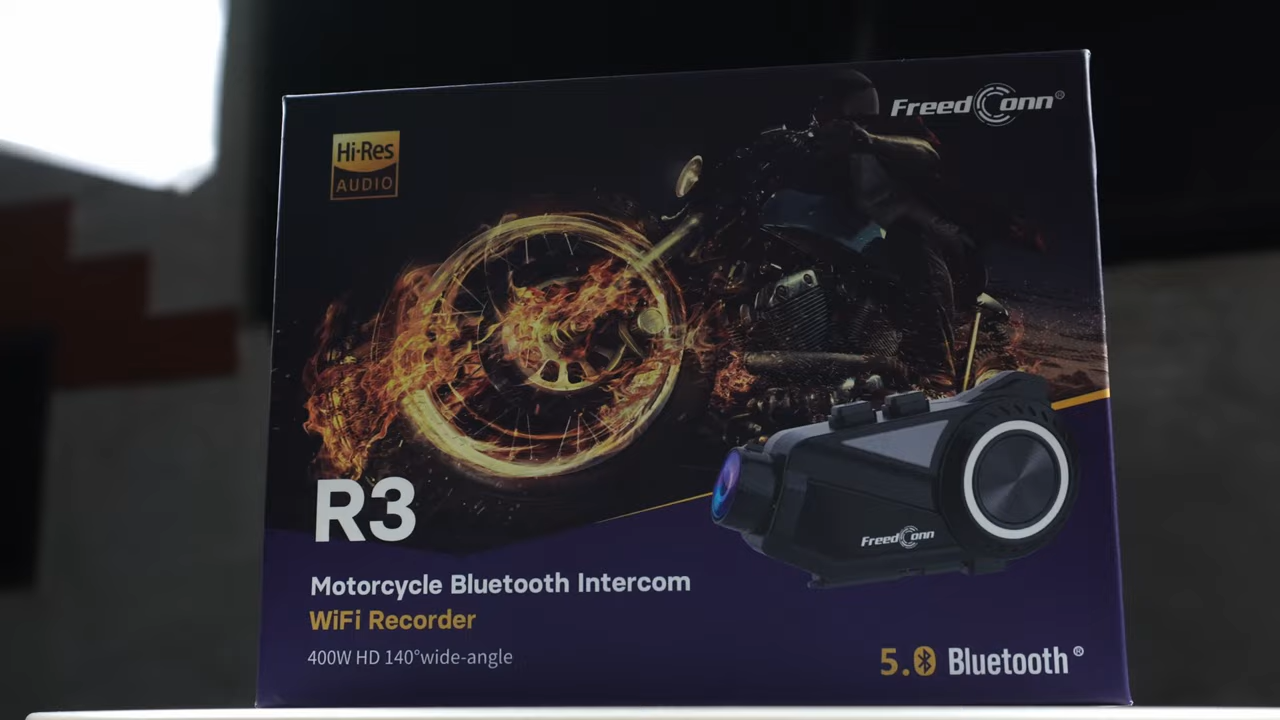 FreedConn®
Hi-Res
AUDIO
R3
FreedConn
Motorcycle Bluetooth Intercom
WiFi Recorder
400W HD 140°wide-angle
5.0 Bluetooth®